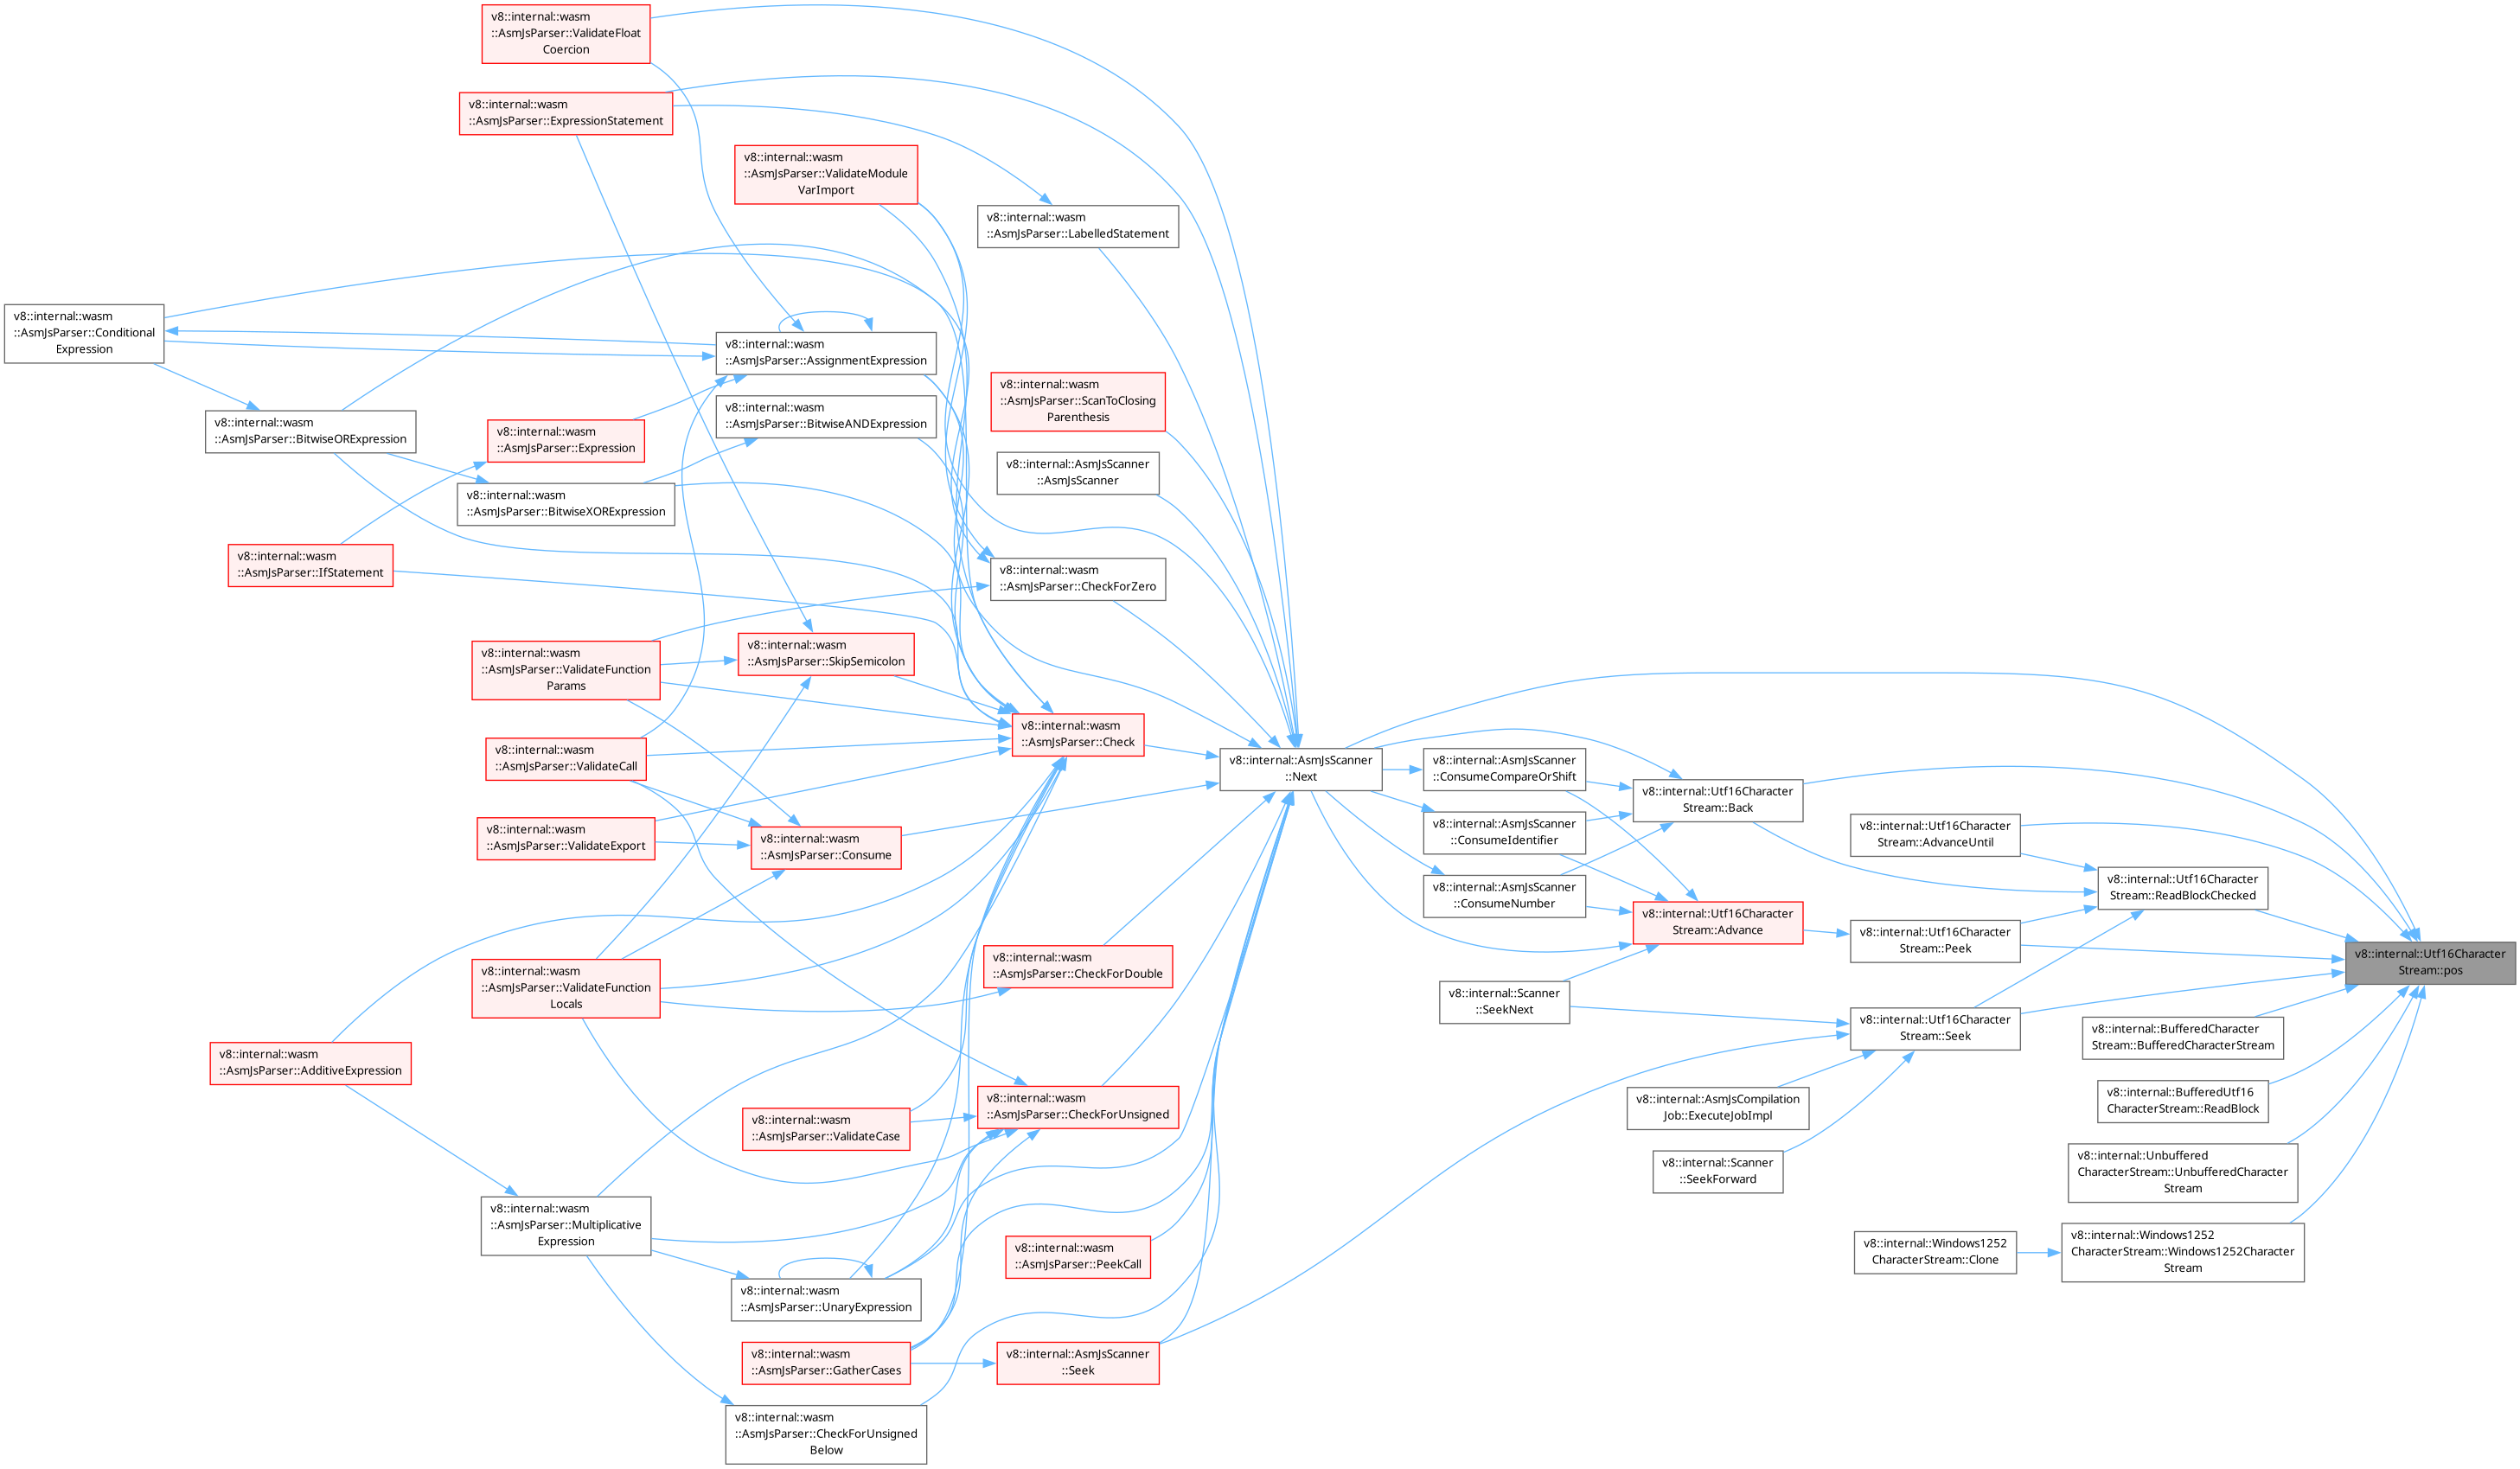 v8::internal::wasm
::AsmJsParser::ValidateFloat
Coercion
v8::internal::wasm
::AsmJsParser::ExpressionStatement
v8::internal::wasm
::AsmJsParser::ValidateModule
VarImport
v8::internal::wasm
::AsmJsParser::LabelledStatement
v8::internal::wasm
::AsmJsParser::Conditional
Expression
v8::internal::wasm
::AsmJsParser::AssignmentExpression
v8::internal::wasm
::AsmJsParser::ScanToClosing
Parenthesis
v8::internal::wasm
::AsmJsParser::BitwiseANDExpression
v8::internal::wasm
::AsmJsParser::BitwiseORExpression
v8::internal::wasm
::AsmJsParser::Expression
v8::internal::AsmJsScanner
::AsmJsScanner
v8::internal::wasm
::AsmJsParser::BitwiseXORExpression
v8::internal::wasm
::AsmJsParser::IfStatement
v8::internal::wasm
::AsmJsParser::CheckForZero
v8::internal::wasm
::AsmJsParser::ValidateFunction
Params
v8::internal::wasm
::AsmJsParser::SkipSemicolon
v8::internal::wasm
::AsmJsParser::Check
v8::internal::wasm
::AsmJsParser::ValidateCall
v8::internal::AsmJsScanner
::Next
v8::internal::AsmJsScanner
::ConsumeCompareOrShift
v8::internal::Utf16Character
Stream::Back
v8::internal::wasm
::AsmJsParser::ValidateExport
v8::internal::wasm
::AsmJsParser::Consume
v8::internal::AsmJsScanner
::ConsumeIdentifier
v8::internal::Utf16Character
Stream::AdvanceUntil
v8::internal::AsmJsScanner
::ConsumeNumber
v8::internal::Utf16Character
Stream::ReadBlockChecked
v8::internal::Utf16Character
Stream::Advance
v8::internal::Utf16Character
Stream::Peek
v8::internal::Utf16Character
Stream::pos
v8::internal::wasm
::AsmJsParser::ValidateFunction
Locals
v8::internal::wasm
::AsmJsParser::CheckForDouble
v8::internal::Scanner
::SeekNext
v8::internal::Utf16Character
Stream::Seek
v8::internal::BufferedCharacter
Stream::BufferedCharacterStream
v8::internal::wasm
::AsmJsParser::AdditiveExpression
v8::internal::wasm
::AsmJsParser::CheckForUnsigned
v8::internal::AsmJsCompilation
Job::ExecuteJobImpl
v8::internal::BufferedUtf16
CharacterStream::ReadBlock
v8::internal::wasm
::AsmJsParser::ValidateCase
v8::internal::Scanner
::SeekForward
v8::internal::Unbuffered
CharacterStream::UnbufferedCharacter
Stream
v8::internal::wasm
::AsmJsParser::Multiplicative
Expression
v8::internal::wasm
::AsmJsParser::PeekCall
v8::internal::Windows1252
CharacterStream::Clone
v8::internal::Windows1252
CharacterStream::Windows1252Character
Stream
v8::internal::wasm
::AsmJsParser::UnaryExpression
v8::internal::wasm
::AsmJsParser::GatherCases
v8::internal::AsmJsScanner
::Seek
v8::internal::wasm
::AsmJsParser::CheckForUnsigned
Below